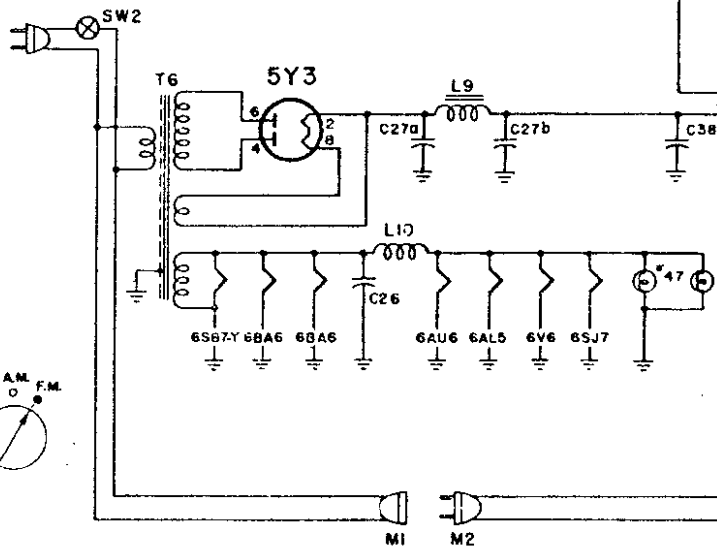 SW2
T6
5Y3
6
4
2
8
L9
C27a
C27b
C38
L10
C26
#47
6SB7-Y 6BA6 6BA6
6AU6 6AL5 6V6 6SJ7
A.M. F.M.
M1 M2